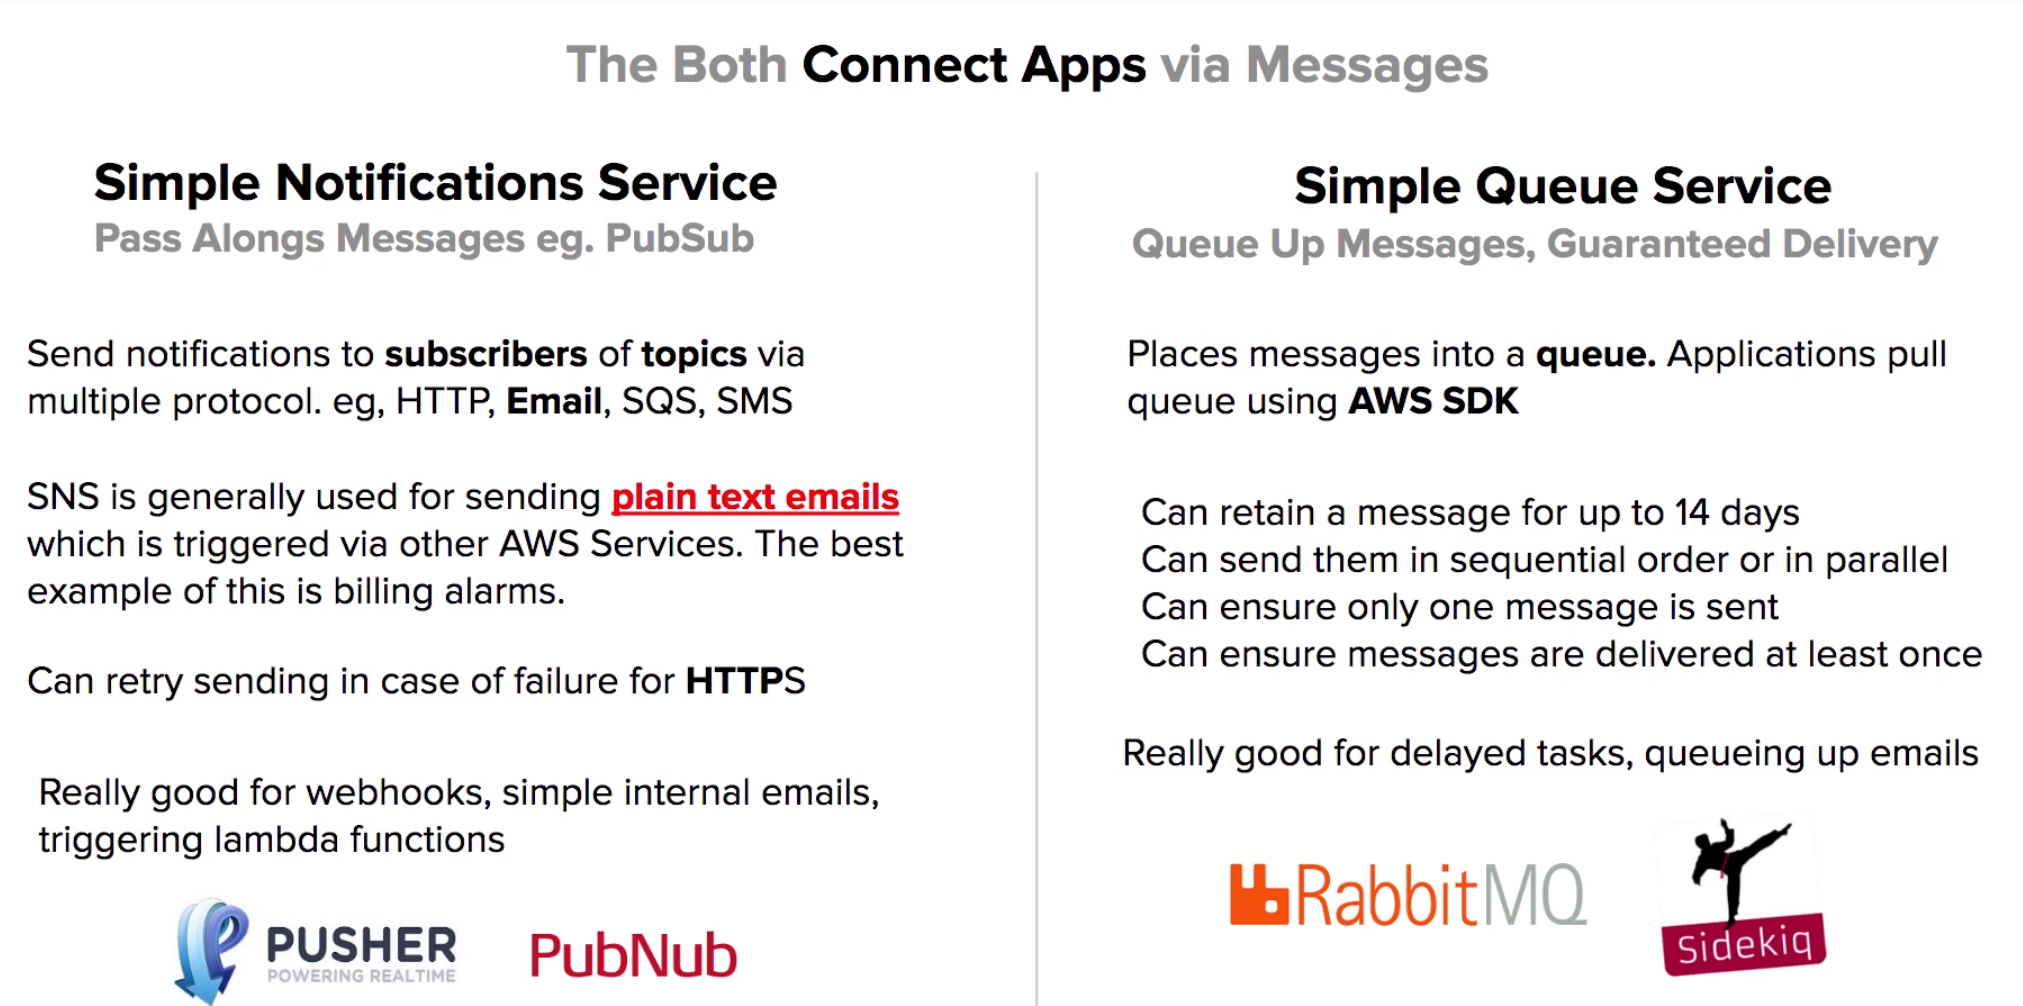 The Both Connect Apps via Messages
Simple Notifications Service
Pass Alongs Messages eg. PubSub
Send notifications to subscribers of topics via
multiple protocol. eg, HTTP, Email, SQS, SMS
SNS is generally used for sending plain text emails
which is triggered via other AWS Services. The best
example of this is billing alarms.
Can retry sending in case of failure for HTTPS
Really good for webhooks, simple internal emails,
triggering lambda functions
PUSHER
POWERING REALTIME
PubNub
Simple Queue Service
Queue Up Messages, Guaranteed Delivery
Places messages into a queue. Applications pull
queue using AWS SDK
Can retain a message for up to 14 days
Can send them in sequential order or in parallel
Can ensure only one message is sent
Can ensure messages are delivered at least once
Really good for delayed tasks, queueing up emails
RabbitMQ
Sidekiq